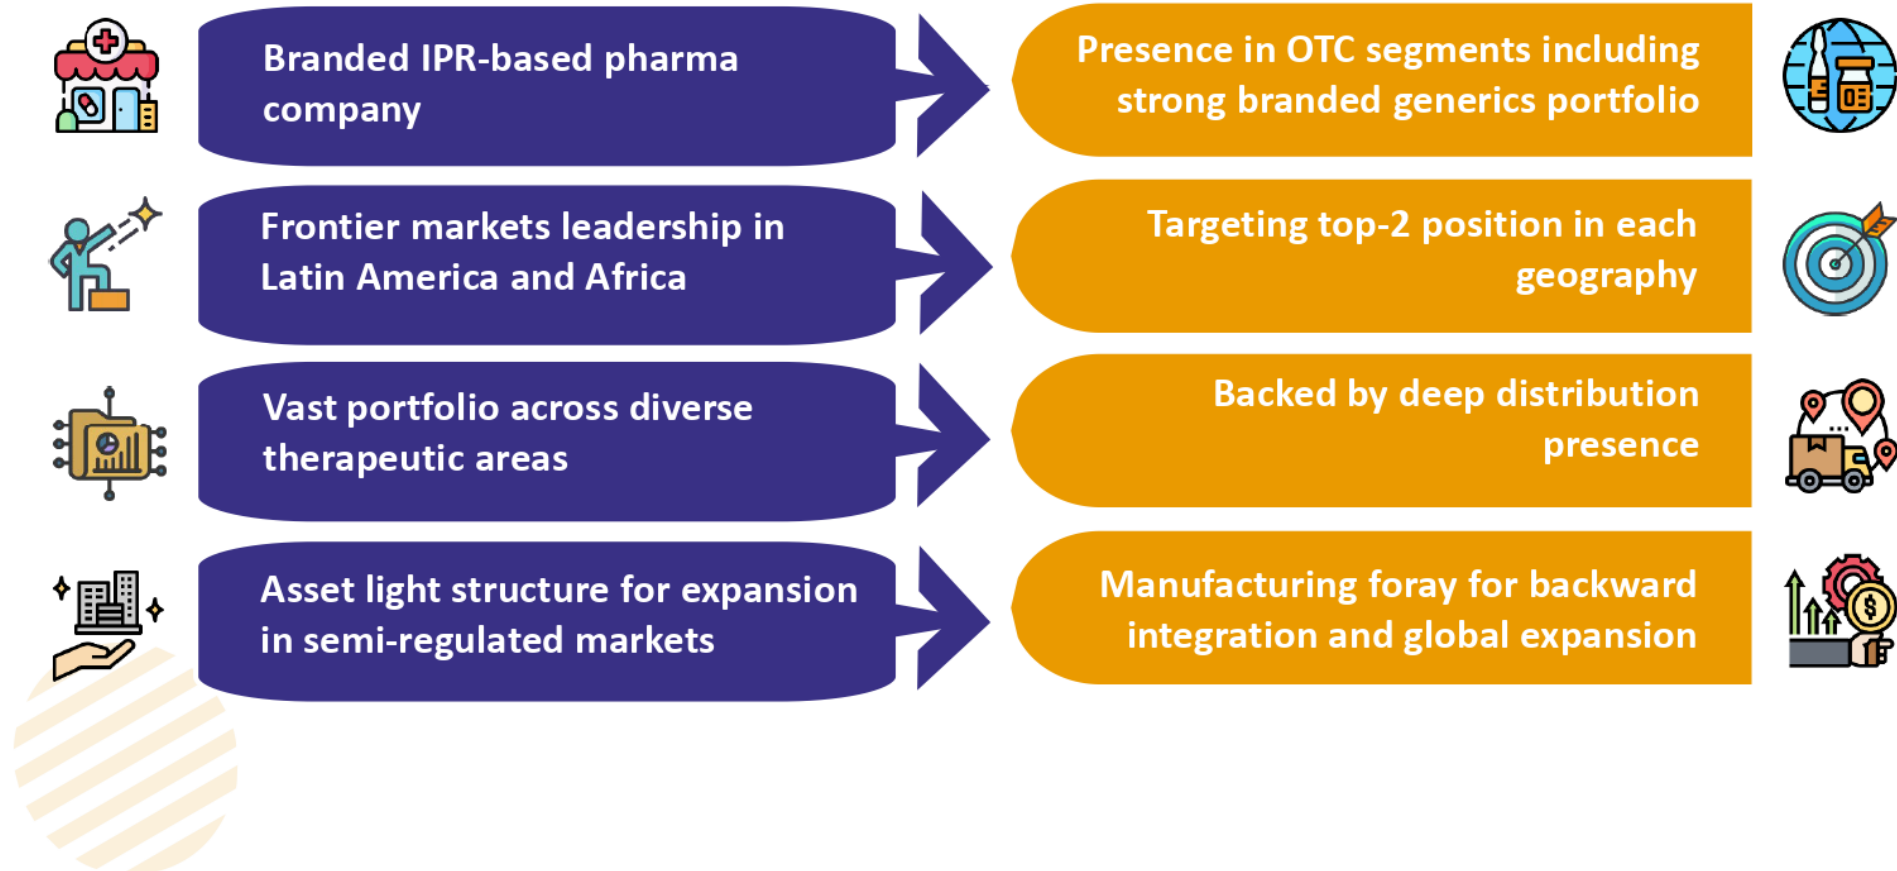 Branded IPR-based pharma
company
Presence in OTC segments including
strong branded generics portfolio
Frontier markets leadership in
Latin America and Africa
Targeting top-2 position in each
geography
Vast portfolio across diverse
therapeutic areas
Backed by deep distribution
presence
Asset light structure for expansion
in semi-regulated markets
Manufacturing foray for backward
integration and global expansion